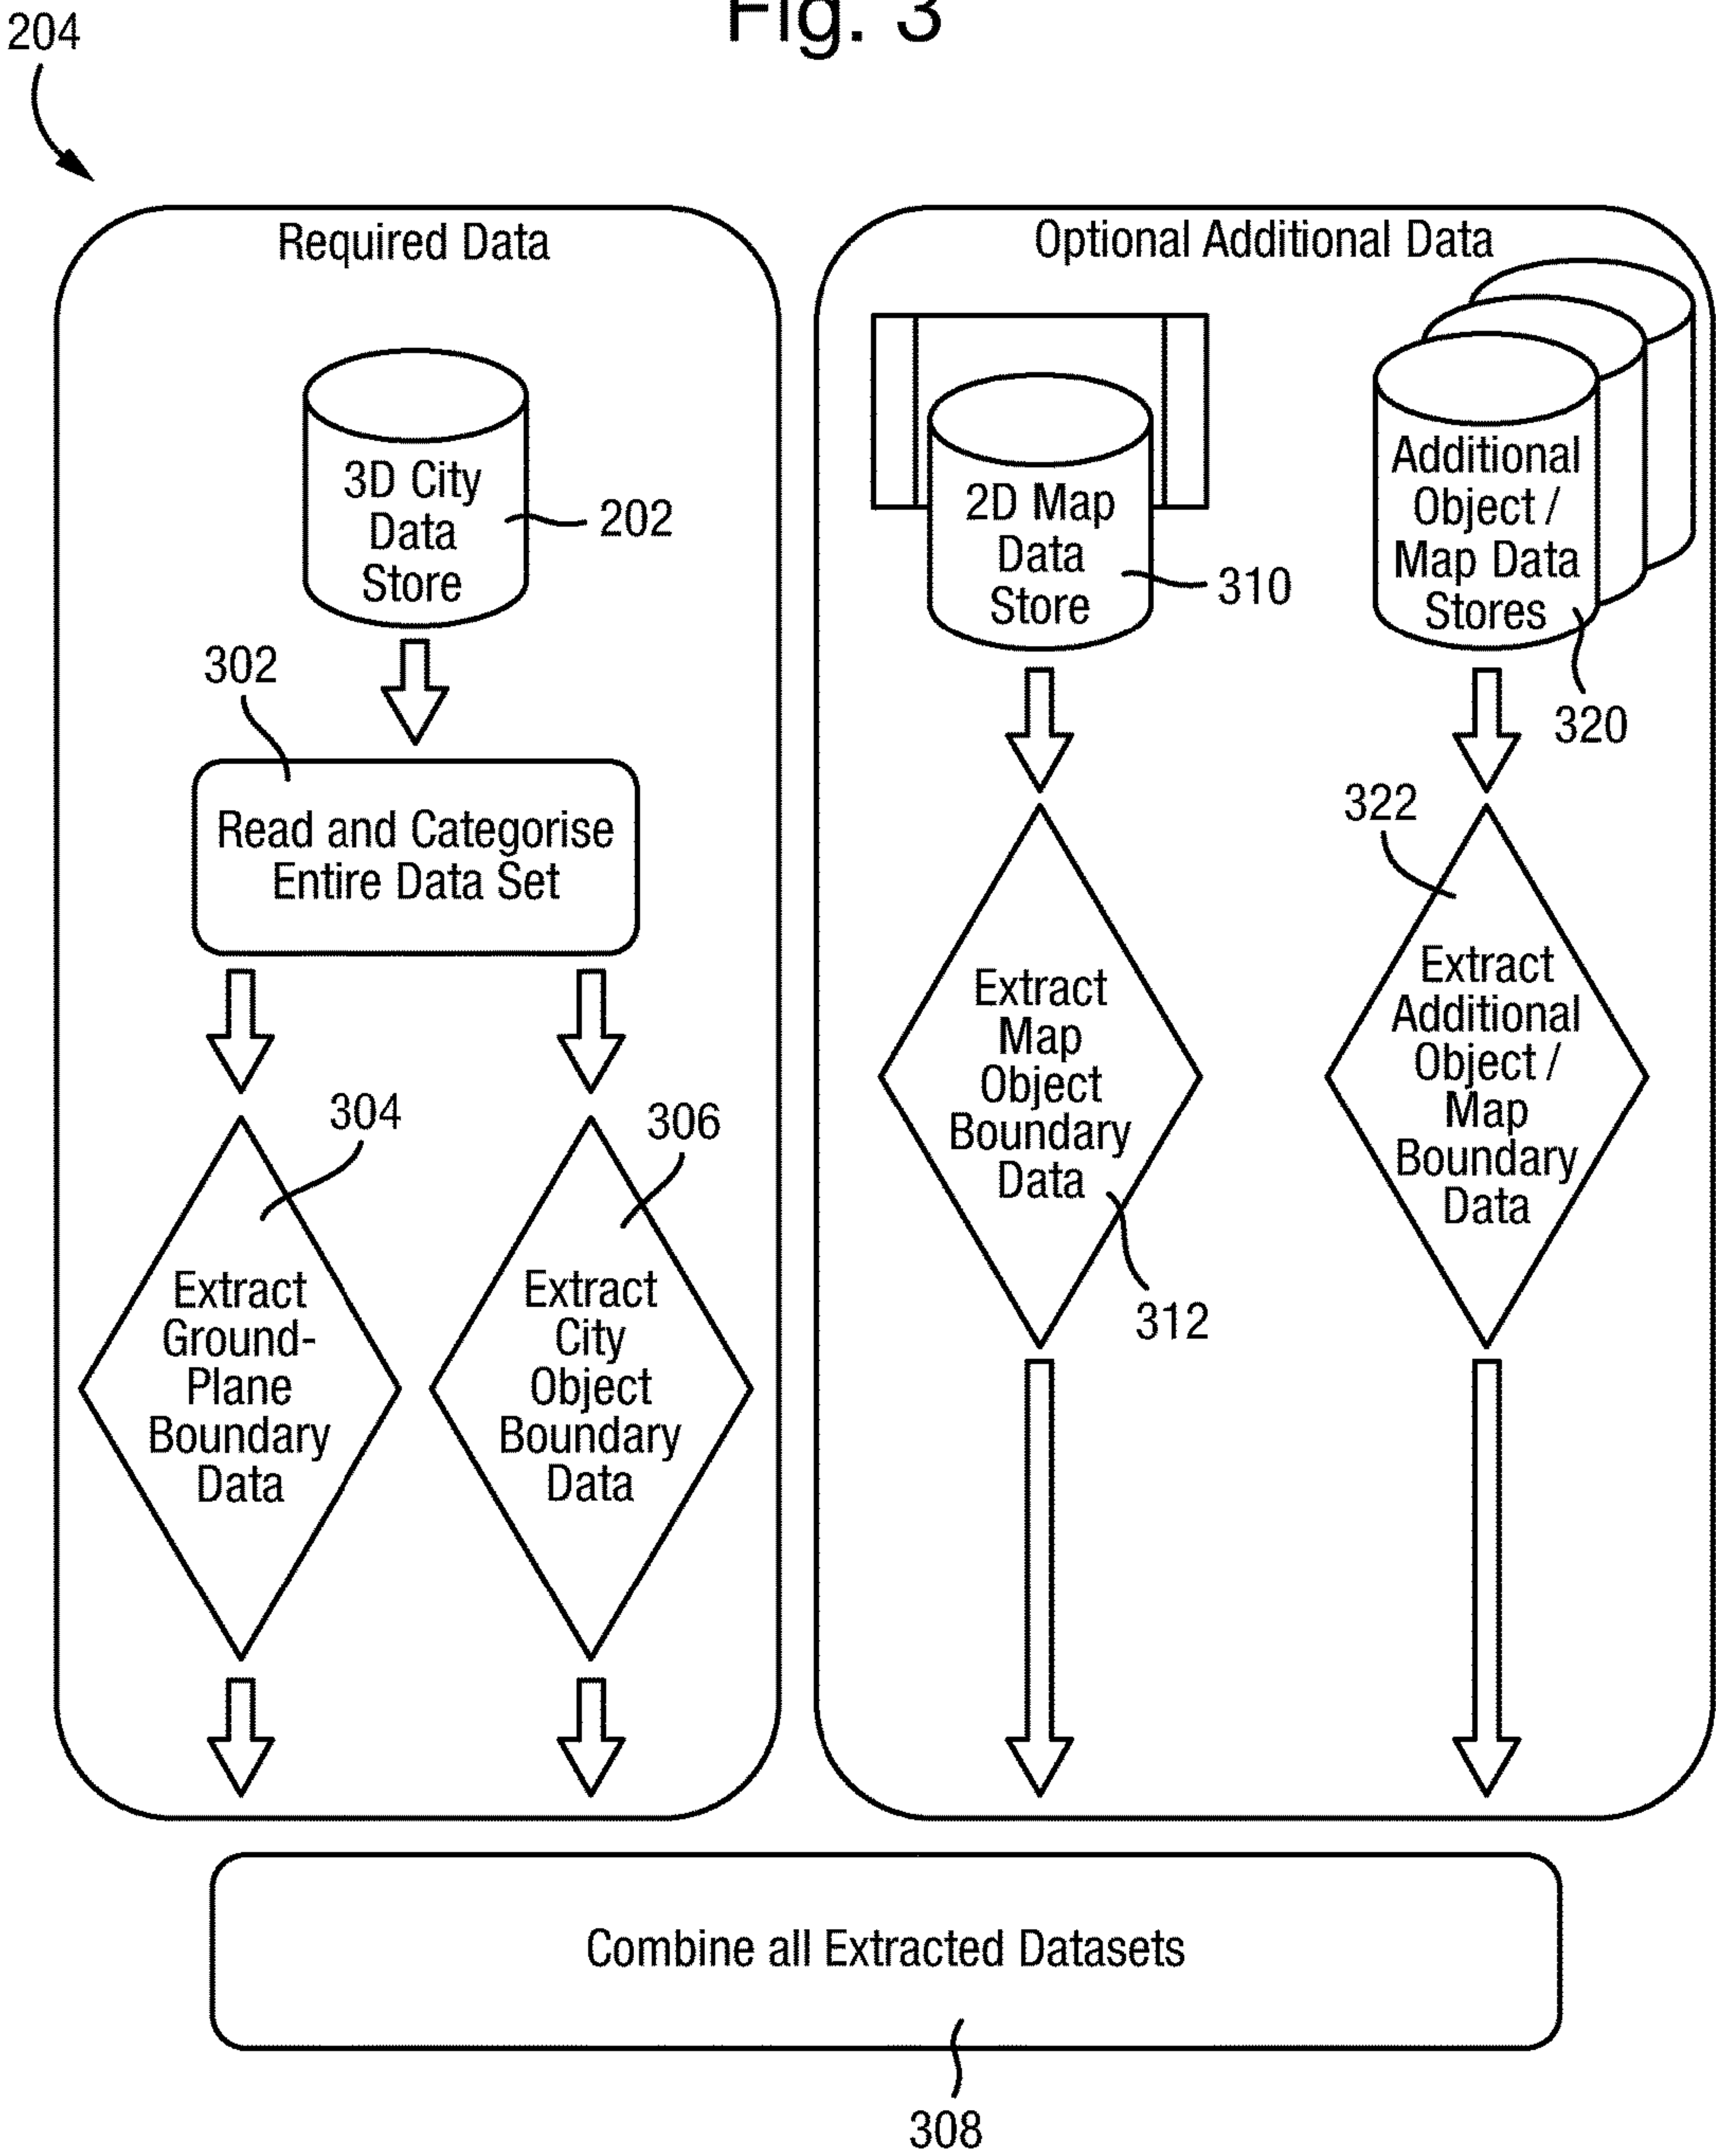 Fig. 3
204
Required Data
3D City
Data
Store
202
302
Read and Categorise
Entire Data Set
304
306
Extract
Ground-
Plane
Boundary
Data
Extract
City
Object
Boundary
Data
Optional Additional Data
2D Map
Data
Store
310
Additional
Object /
Map Data
Stores
320
322
Extract
Map
Object
Boundary
Data
312
Extract
Additional
Object /
Map
Boundary
Data
Combine all Extracted Datasets
308